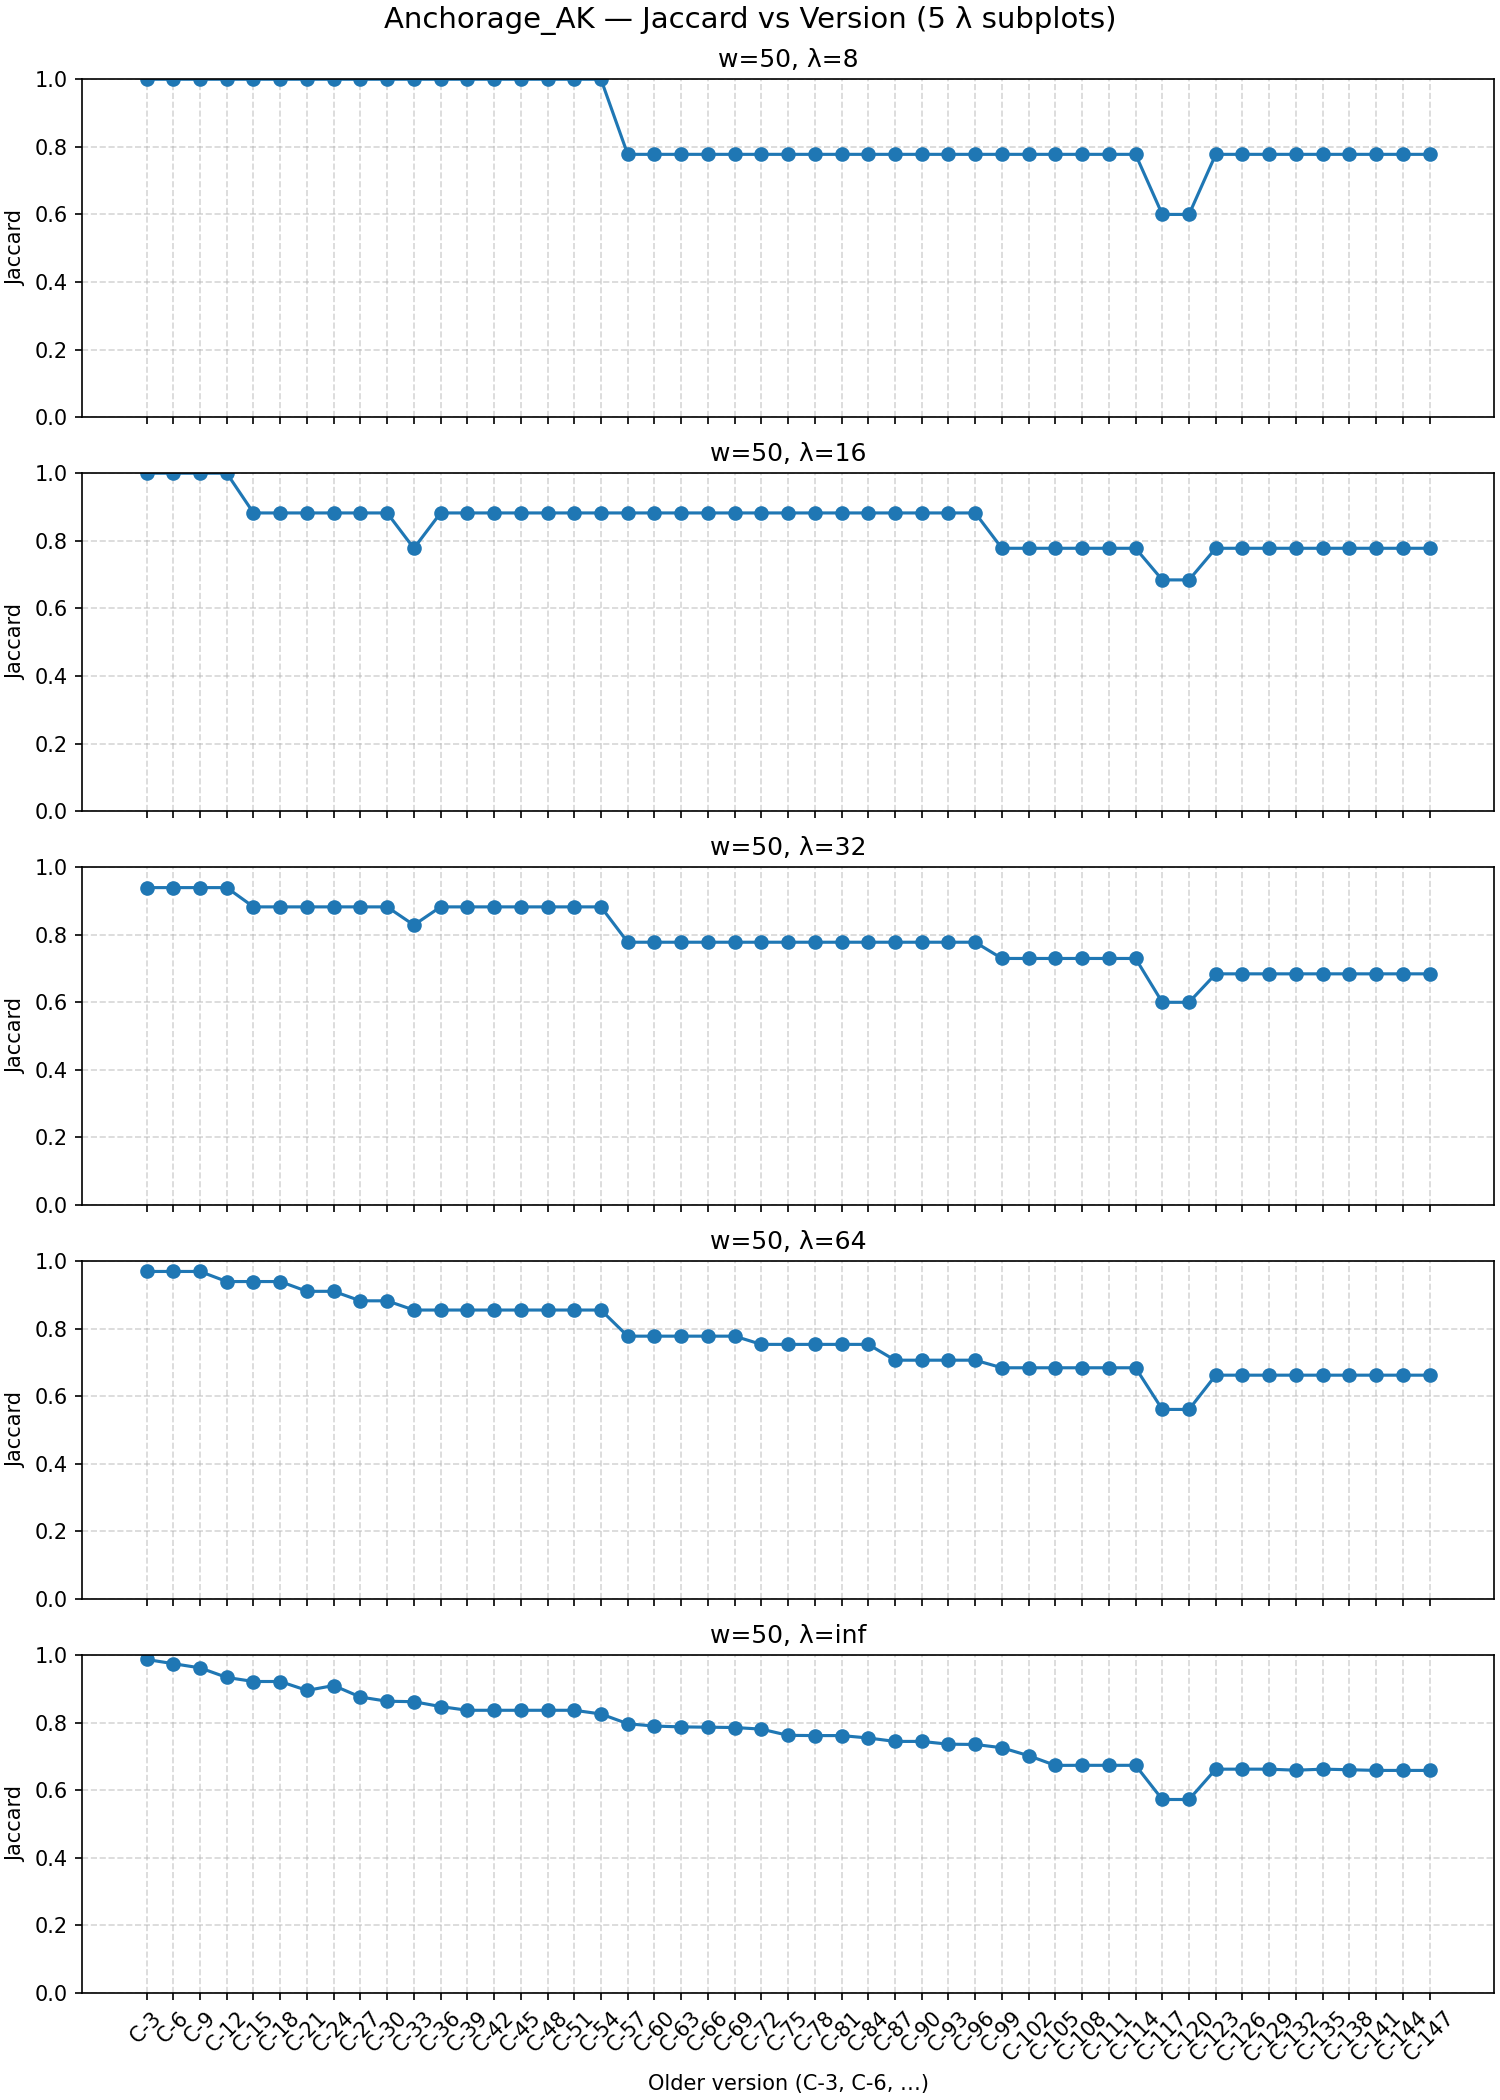 Anchorage_AK — Jaccard vs Version (5 λ subplots)
w=50, λ=8
1.0
0.8
0.6
0.4
0.2
0.0
Jaccard
w=50, λ=16
1.0
0.8
0.6
0.4
0.2
0.0
Jaccard
w=50, λ=32
1.0
0.8
0.6
0.4
0.2
0.0
Jaccard
w=50, λ=64
1.0
0.8
0.6
0.4
0.2
0.0
Jaccard
w=50, λ=inf
1.0
0.8
0.6
0.4
0.2
0.0
Jaccard
C-3 C-6 C-9 C-12 C-15 C-18 C-21 C-24 C-27 C-30 C-33 C-36 C-39 C-42 C-45 C-48 C-51 C-54 C-57 C-60 C-63 C-66 C-69 C-72 C-75 C-78 C-81 C-84 C-87 C-90 C-93 C-96 C-99 C-102 C-105 C-108 C-111 C-114 C-117 C-120 C-123 C-126 C-129 C-132 C-135 C-138 C-141 C-144 C-147
Older version (C-3, C-6, ...)